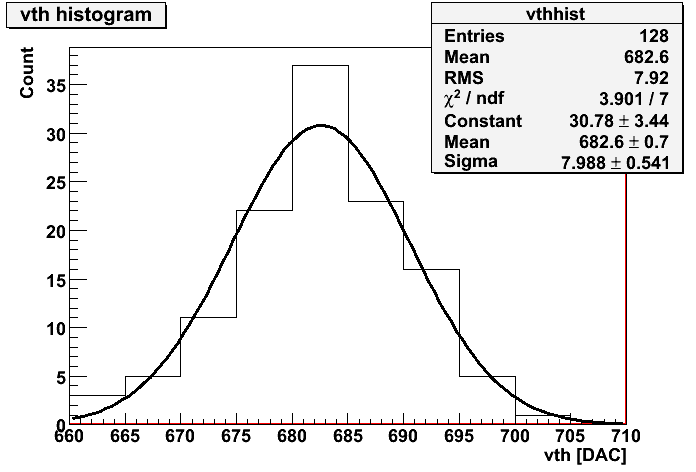 vth histogram
vthhist
Entries 128
Mean 682.6
RMS 7.92
χ² / ndf 3.901 / 7
Constant 30.78 ± 3.44
Mean 682.6 ± 0.7
Sigma 7.988 ± 0.541
Count
35
30
25
20
15
10
5
0
660 665 670 675 680 685 690 695 700 705 710
vth [DAC]